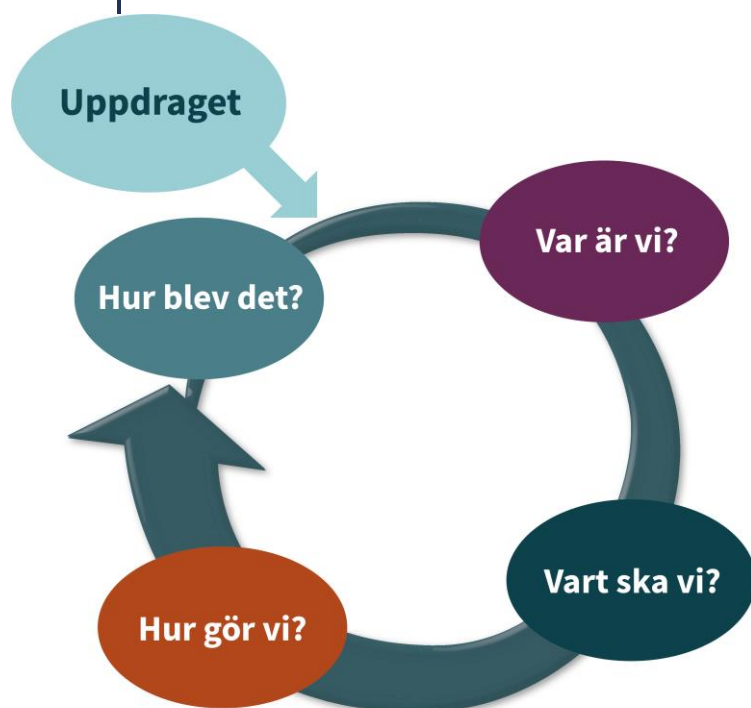 Uppdraget
Var är vi?
Hur blev det?
Vart ska vi?
Hur gör vi?